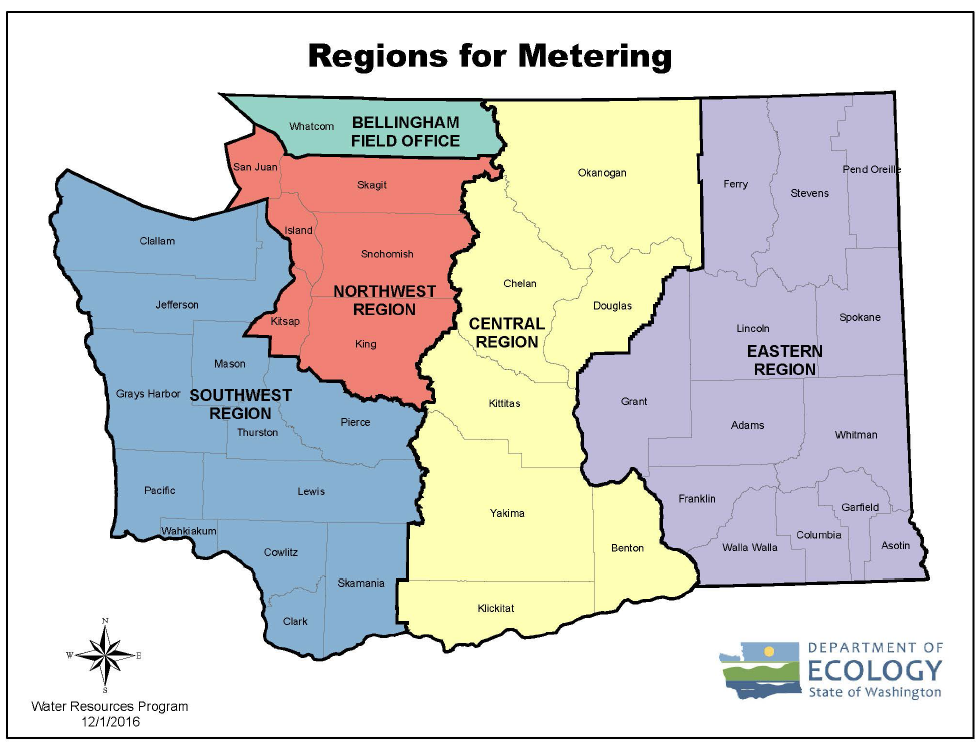 Regions for Metering
Whatcom
BELLINGHAM
FIELD OFFICE
San Juan
Skagit
Okanogan
Ferry
Stevens
Pend Oreille
Island
Clallam
Snohomish
Chelan
NORTHWEST
REGION
Jefferson
Douglas
Kitsap
King
CENTRAL
REGION
Lincoln
Spokane
EASTERN
REGION
Mason
Grays Harbor
SOUTHWEST
REGION
Thurston
Pierce
Kittitas
Grant
Adams
Whitman
Pacific
Lewis
Yakima
Franklin
Garfield
Wahkiakum
Columbia
Cowlitz
Benton
Walla Walla
Asotin
Skamania
Clark
Klickitat
N
W
E
S
Water Resources Program
12/1/2016
DEPARTMENT OF
ECOLOGY
State of Washington